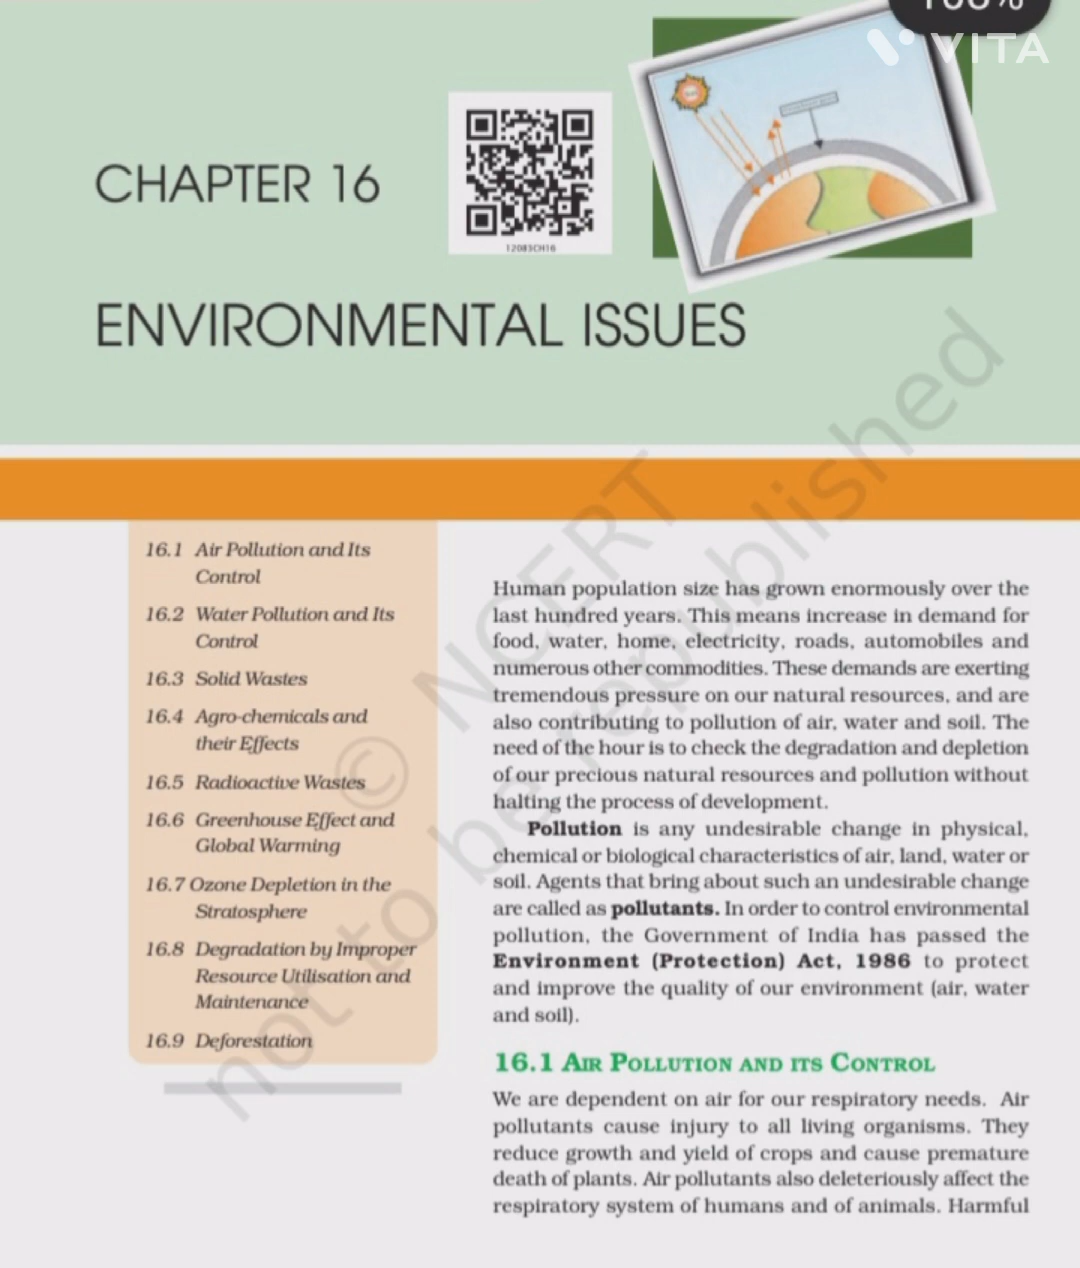 100%
VITA
CHAPTER 16
12083CH16
ENVIRONMENTAL ISSUES
16.1 Air Pollution and Its
Control
16.2 Water Pollution and Its
Control
16.3 Solid Wastes
16.4 Agro-chemicals and
their Effects
16.5 Radioactive Wastes
16.6 Greenhouse Effect and
Global Warming
16.7 Ozone Depletion in the
Stratosphere
16.8 Degradation by Improper
Resource Utilisation and
Maintenance
16.9 Deforestation
Human population size has grown enormously over the
last hundred years. This means increase in demand for
food, water, home, electricity, roads, automobiles and
numerous other commodities. These demands are exerting
tremendous pressure on our natural resources, and are
also contributing to pollution of air, water and soil. The
need of the hour is to check the degradation and depletion
of our precious natural resources and pollution without
halting the process of development.
Pollution is any undesirable change in physical,
chemical or biological characteristics of air, land, water or
soil. Agents that bring about such an undesirable change
are called as pollutants. In order to control environmental
pollution, the Government of India has passed the
Environment (Protection) Act, 1986 to protect
and improve the quality of our environment (air, water
and soil).
16.1 AIR POLLUTION AND ITS CONTROL
We are dependent on air for our respiratory needs. Air
pollutants cause injury to all living organisms. They
reduce growth and yield of crops and cause premature
death of plants. Air pollutants also deleteriously affect the
respiratory system of humans and of animals. Harmful
© NCERT
not to be republished